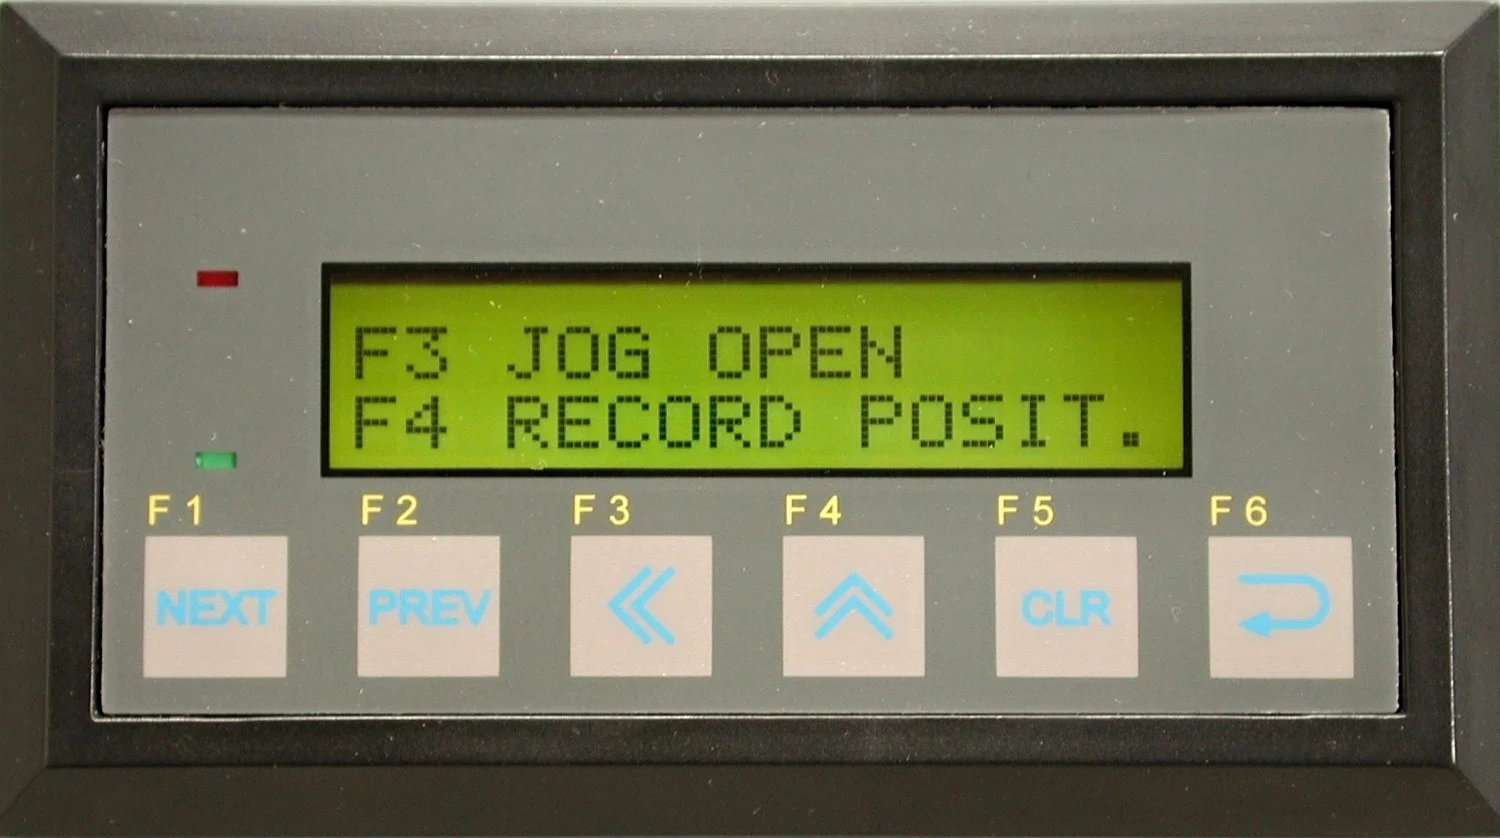 F3 JOG OPEN
F4 RECORD POSIT.
F1 F2 F3 F4 F5 F6
NEXT PREV CLR